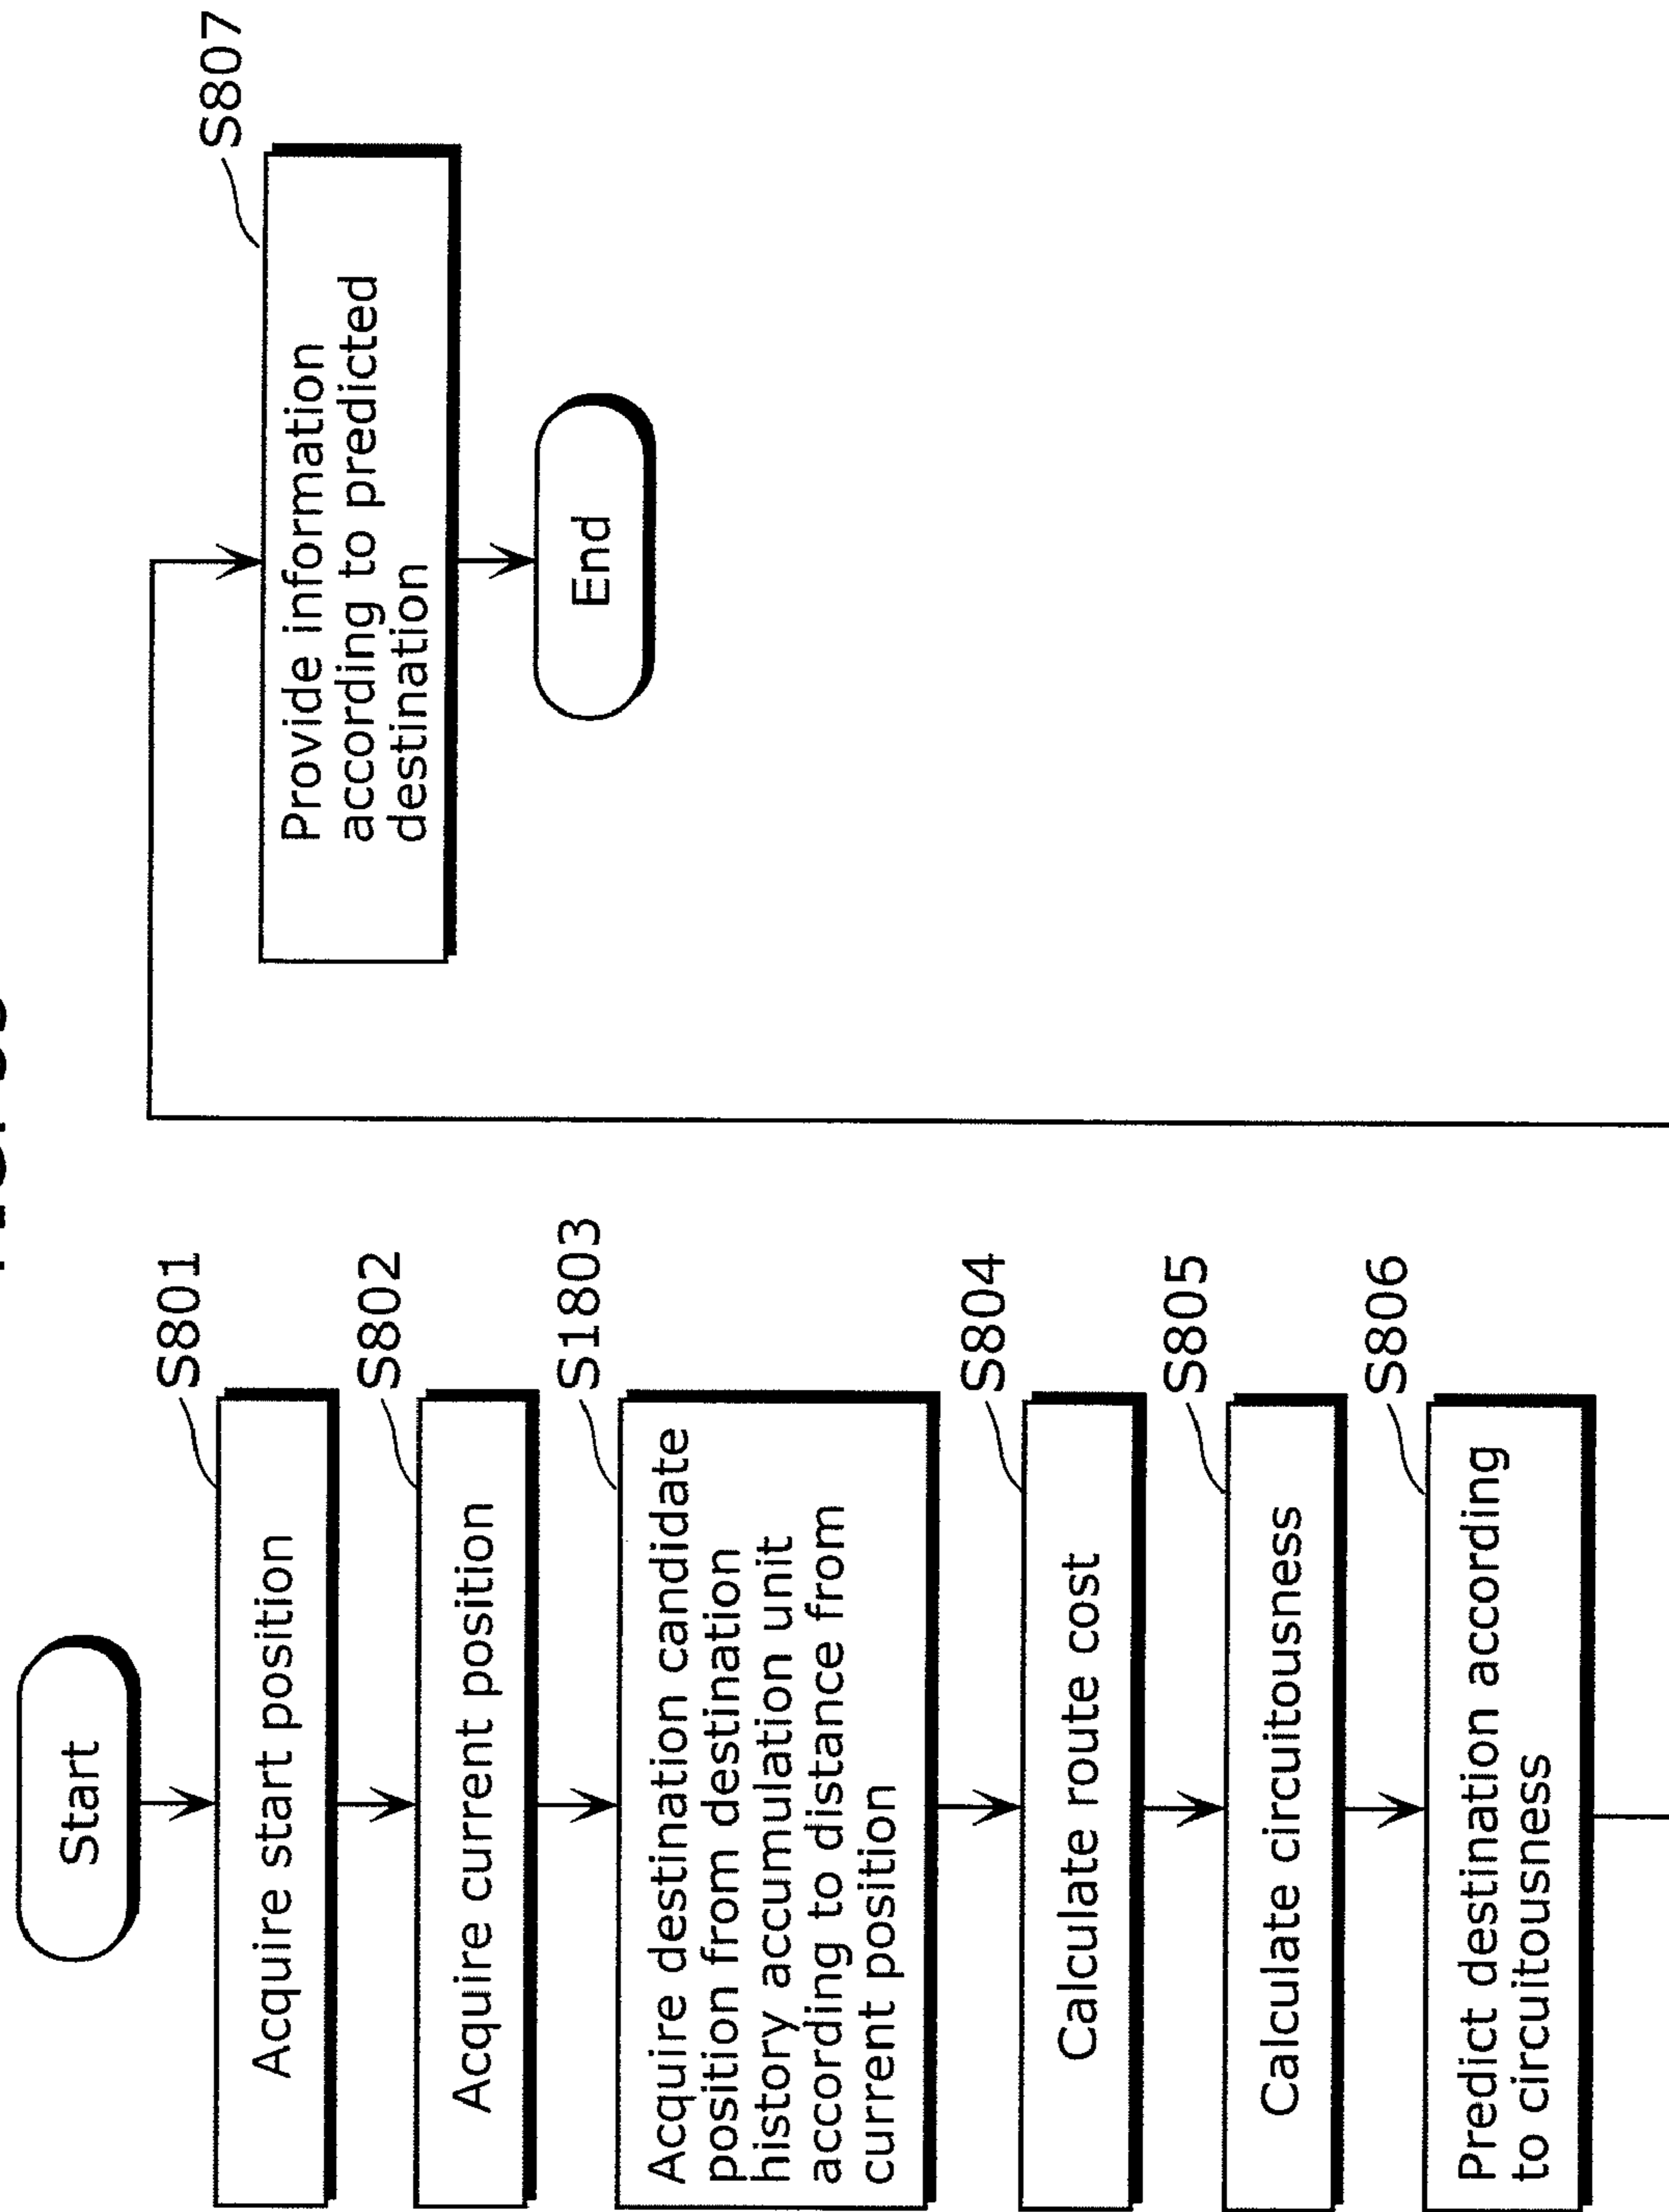 Start
S801
Acquire start position
S802
Acquire current position
S1803
Acquire destination candidate
position from destination
history accumulation unit
according to distance from
current position
S804
Calculate route cost
S805
Calculate circuitousness
S806
Predict destination according
to circuitousness
S807
Provide information
according to predicted
destination
End